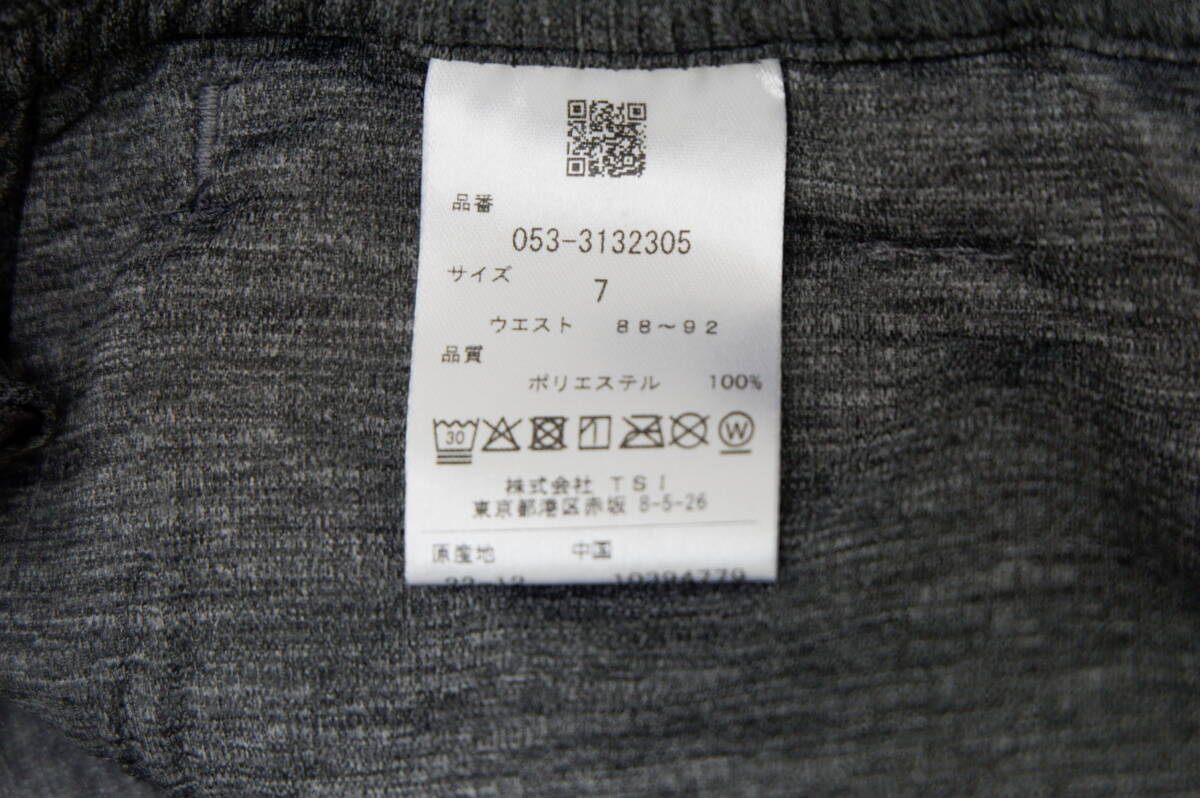 品番
053-3132305
サイズ
7
ウエスト 88~92
品質
ポリエステル 100%
30
W
株式会社 TSI
東京都港区赤坂 8-5-26
原産地 中国